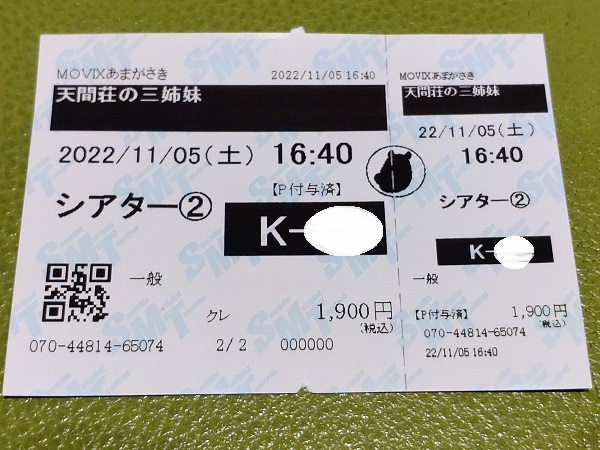 MOVIXあまがさき 2022/11/05 16:40
天間荘の三姉妹
2022/11/05(土) 16:40
【P付与済】
シアター②
K-
一般
クレ 1,900円
(税込)
070-44814-65074 2/2 000000
MOVIXあまがさき
天間荘の三姉妹
22/11/05(土)
16:40
シアター②
K-
一般
【P付与済】 1,900円
(税込)
070-44814-65074
22/11/05 16:40
SMT